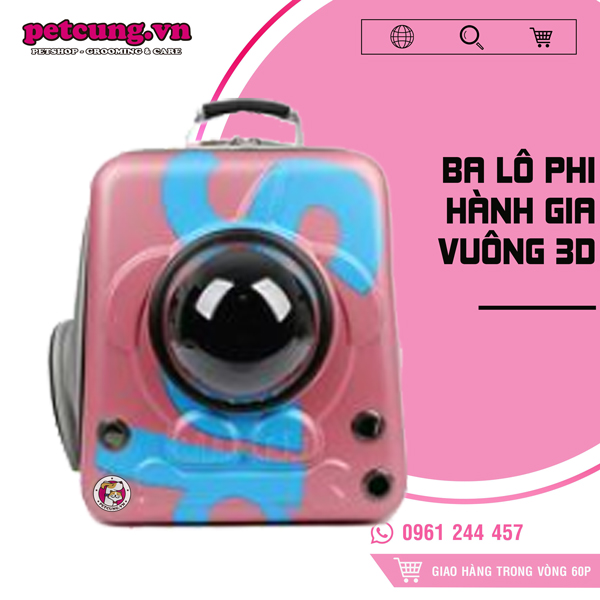 petcung.vn
PETSHOP - GROOMING & CARE
BA LÔ PHI
HÀNH GIA
VUÔNG 3D
0961 244 457
GIAO HÀNG TRONG VÒNG 60P